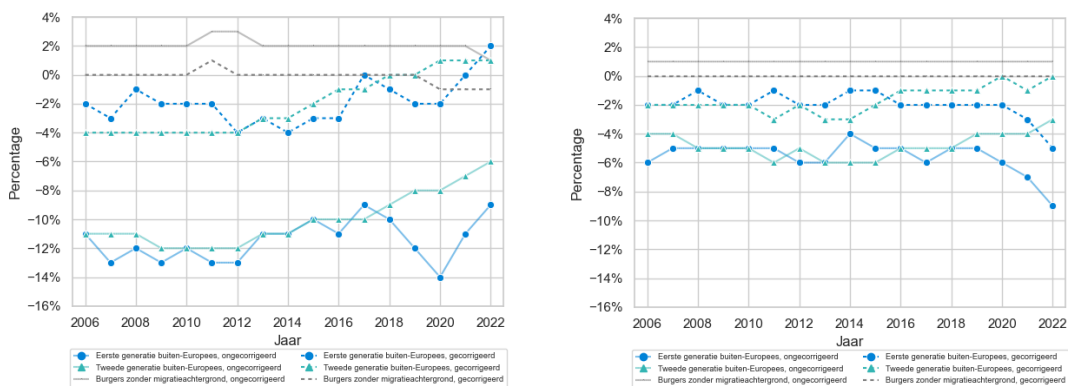 4%
2%
0%
−2%
−4%
−6%
−8%
−10%
−12%
−14%
−16%
Percentage
2006 2008 2010 2012 2014 2016 2018 2020 2022
Jaar
Eerste generatie buiten-Europees, ongecorrigeerd Eerste generatie buiten-Europees, gecorrigeerd
Tweede generatie buiten-Europees, ongecorrigeerd Tweede generatie buiten-Europees, gecorrigeerd
Burgers zonder migratieachtergrond, ongecorrigeerd Burgers zonder migratieachtergrond, gecorrigeerd
4%
2%
0%
−2%
−4%
−6%
−8%
−10%
−12%
−14%
−16%
Percentage
2006 2008 2010 2012 2014 2016 2018 2020 2022
Jaar
Eerste generatie buiten-Europees, ongecorrigeerd Eerste generatie buiten-Europees, gecorrigeerd
Tweede generatie buiten-Europees, ongecorrigeerd Tweede generatie buiten-Europees, gecorrigeerd
Burgers zonder migratieachtergrond, ongecorrigeerd Burgers zonder migratieachtergrond, gecorrigeerd